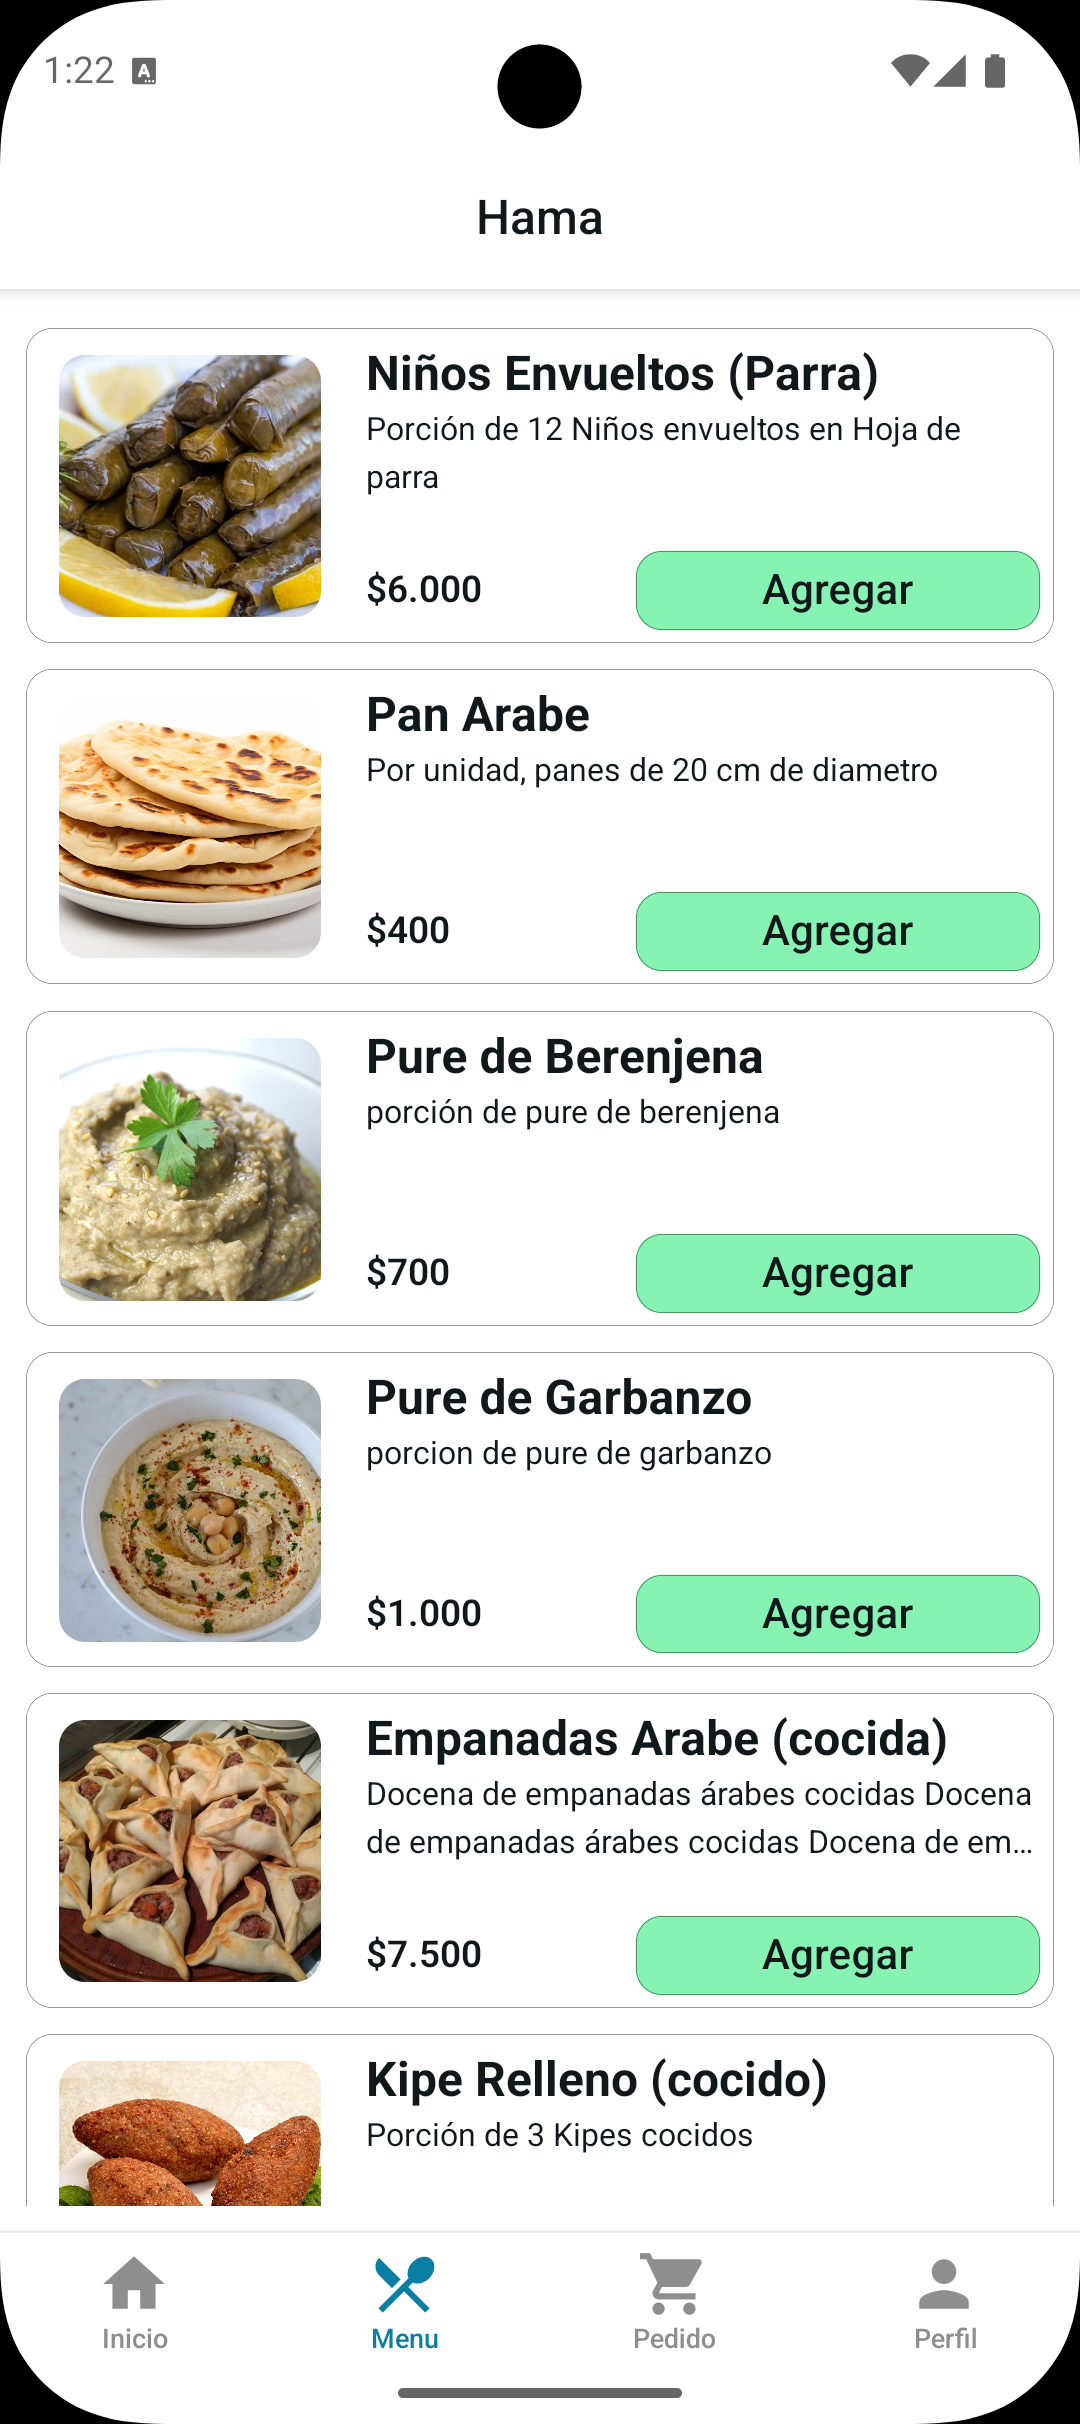 1:22
Hama
Niños Envueltos (Parra)
Porción de 12 Niños envueltos en Hoja de
parra
$6.000
Agregar
Pan Arabe
Por unidad, panes de 20 cm de diametro
$400
Agregar
Pure de Berenjena
porción de pure de berenjena
$700
Agregar
Pure de Garbanzo
porcion de pure de garbanzo
$1.000
Agregar
Empanadas Arabe (cocida)
Docena de empanadas árabes cocidas Docena
de empanadas árabes cocidas Docena de em...
$7.500
Agregar
Kipe Relleno (cocido)
Porción de 3 Kipes cocidos
Inicio
Menu
Pedido
Perfil